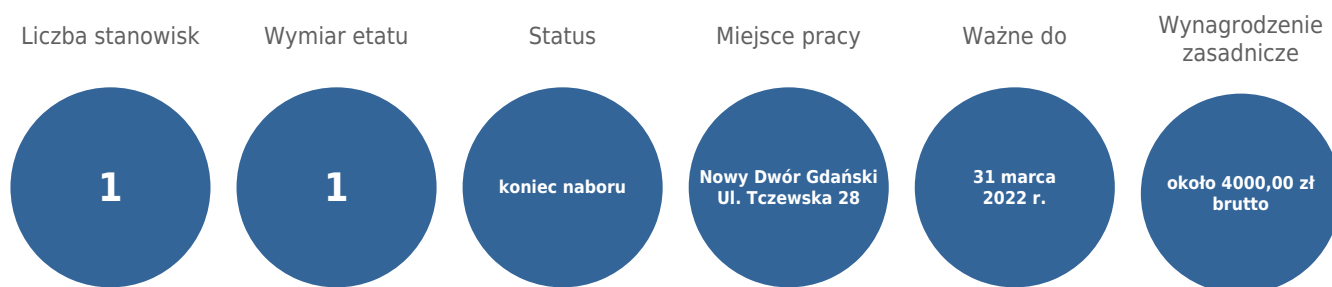 Liczba stanowisk
1
Wymiar etatu
1
Status
koniec naboru
Miejsce pracy
Nowy Dwór Gdański
Ul. Tczewska 28
Ważne do
31 marca
2022 r.
Wynagrodzenie
zasadnicze
około 4000,00 zł
brutto